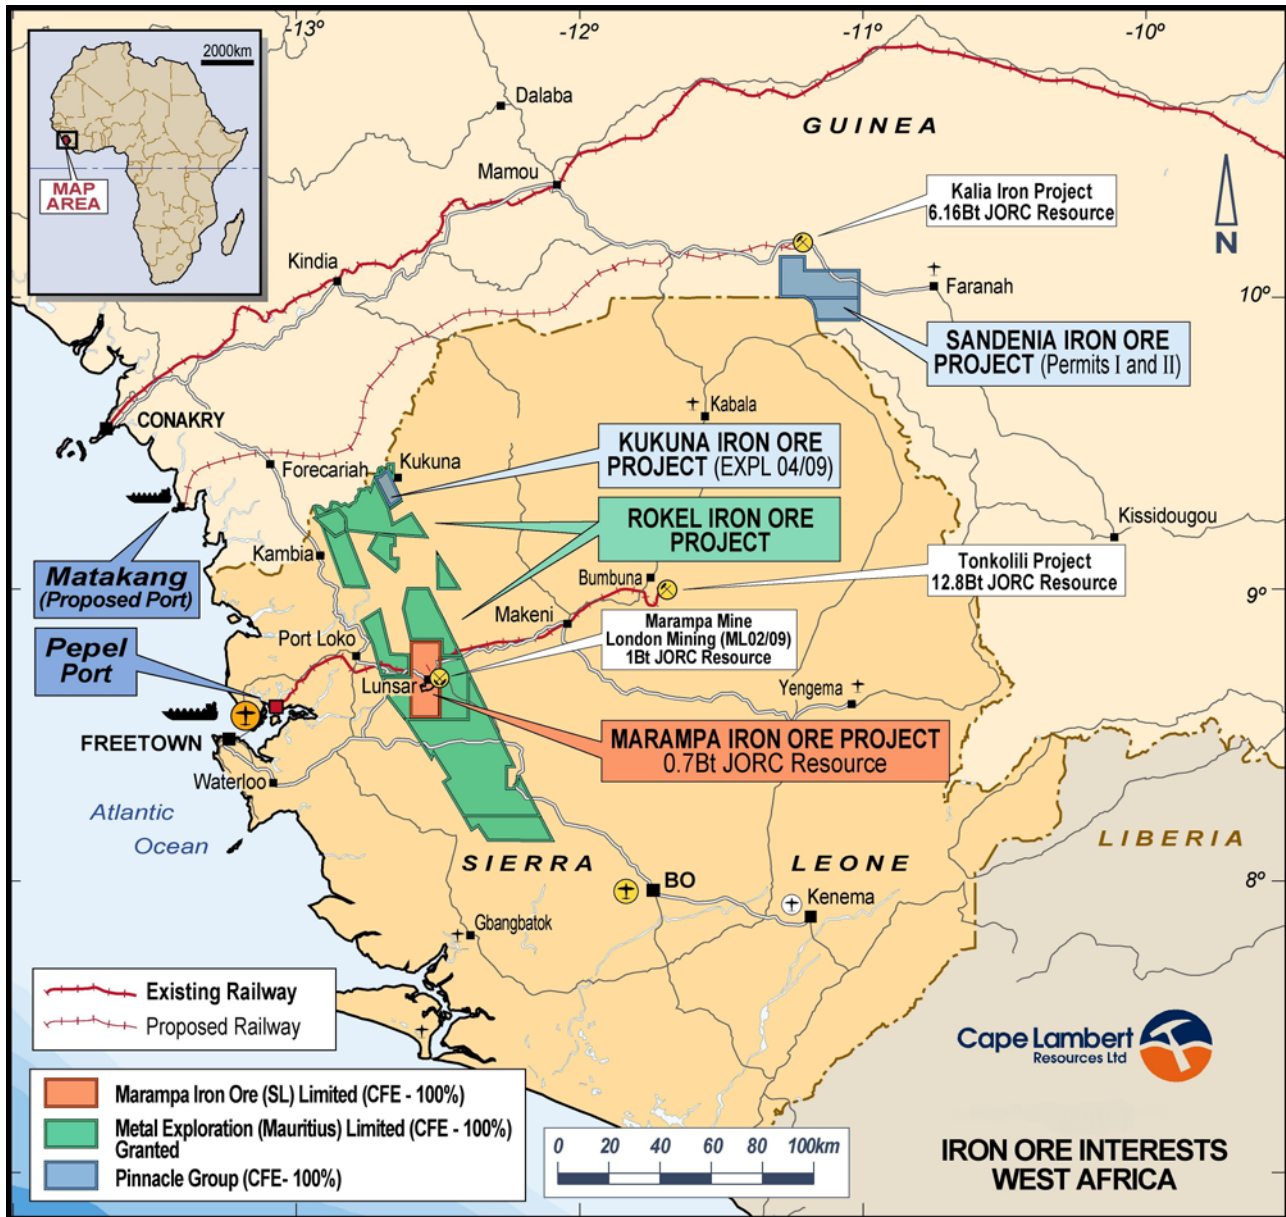 -13°
-12°
-11°
-10°
2000km
MAP
AREA
Dalaba
GUINEA
Mamou
Kalia Iron Project
6.16Bt JORC Resource
N
Kindia
Faranah
10°
SANDENIA IRON ORE
PROJECT (Permits I and II)
CONAKRY
Kabala
KUKUNA IRON ORE
PROJECT (EXPL 04/09)
Forecariah
Kukuna
ROKEL IRON ORE
PROJECT
Kissidougou
Kambia
Matakang
(Proposed Port)
Tonkolili Project
12.8Bt JORC Resource
Bumbuna
9°
Makeni
Marampa Mine
London Mining (ML02/09)
1Bt JORC Resource
Pepel
Port
Port Loko
Lunsar
Yengema
FREETOWN
MARAMPA IRON ORE PROJECT
0.7Bt JORC Resource
Waterloo
Atlantic
Ocean
LIBERIA
SIERRA LEONE
BO
8°
Kenema
Gbangbatok
Existing Railway
Proposed Railway
Cape Lambert
Resources Ltd
Marampa Iron Ore (SL) Limited (CFE - 100%)
Metal Exploration (Mauritius) Limited (CFE - 100%)
Granted
Pinnacle Group (CFE- 100%)
0 20 40 60 80 100km
IRON ORE INTERESTS
WEST AFRICA